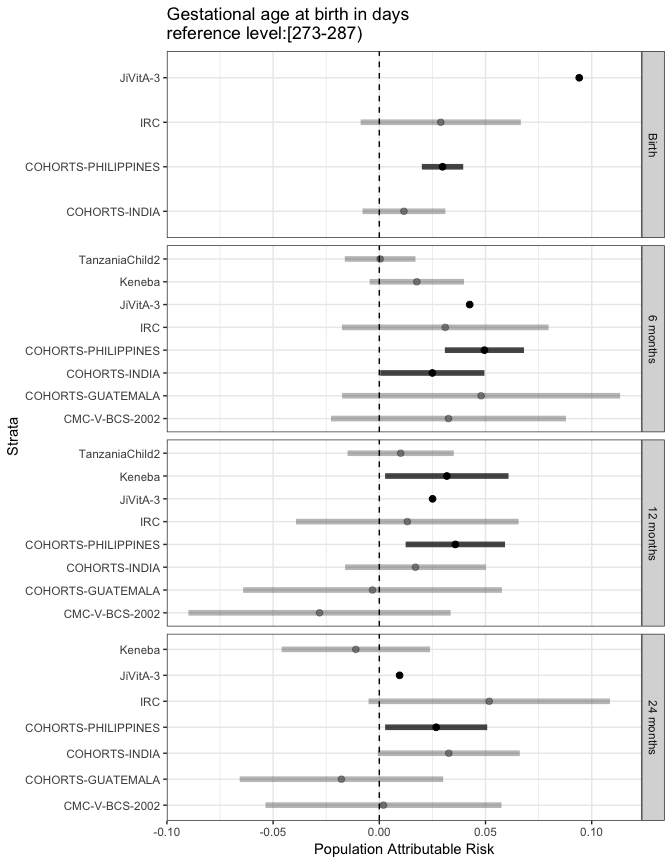 Gestational age at birth in days
reference level:[273-287)
JiVitA-3
IRC
COHORTS-PHILIPPINES
COHORTS-INDIA
Birth
TanzaniaChild2
Keneba
JiVitA-3
IRC
COHORTS-PHILIPPINES
COHORTS-INDIA
COHORTS-GUATEMALA
CMC-V-BCS-2002
6 months
TanzaniaChild2
Keneba
JiVitA-3
IRC
COHORTS-PHILIPPINES
COHORTS-INDIA
COHORTS-GUATEMALA
CMC-V-BCS-2002
12 months
Keneba
JiVitA-3
IRC
COHORTS-PHILIPPINES
COHORTS-INDIA
COHORTS-GUATEMALA
CMC-V-BCS-2002
24 months
Strata
-0.10 -0.05 0.00 0.05 0.10
Population Attributable Risk